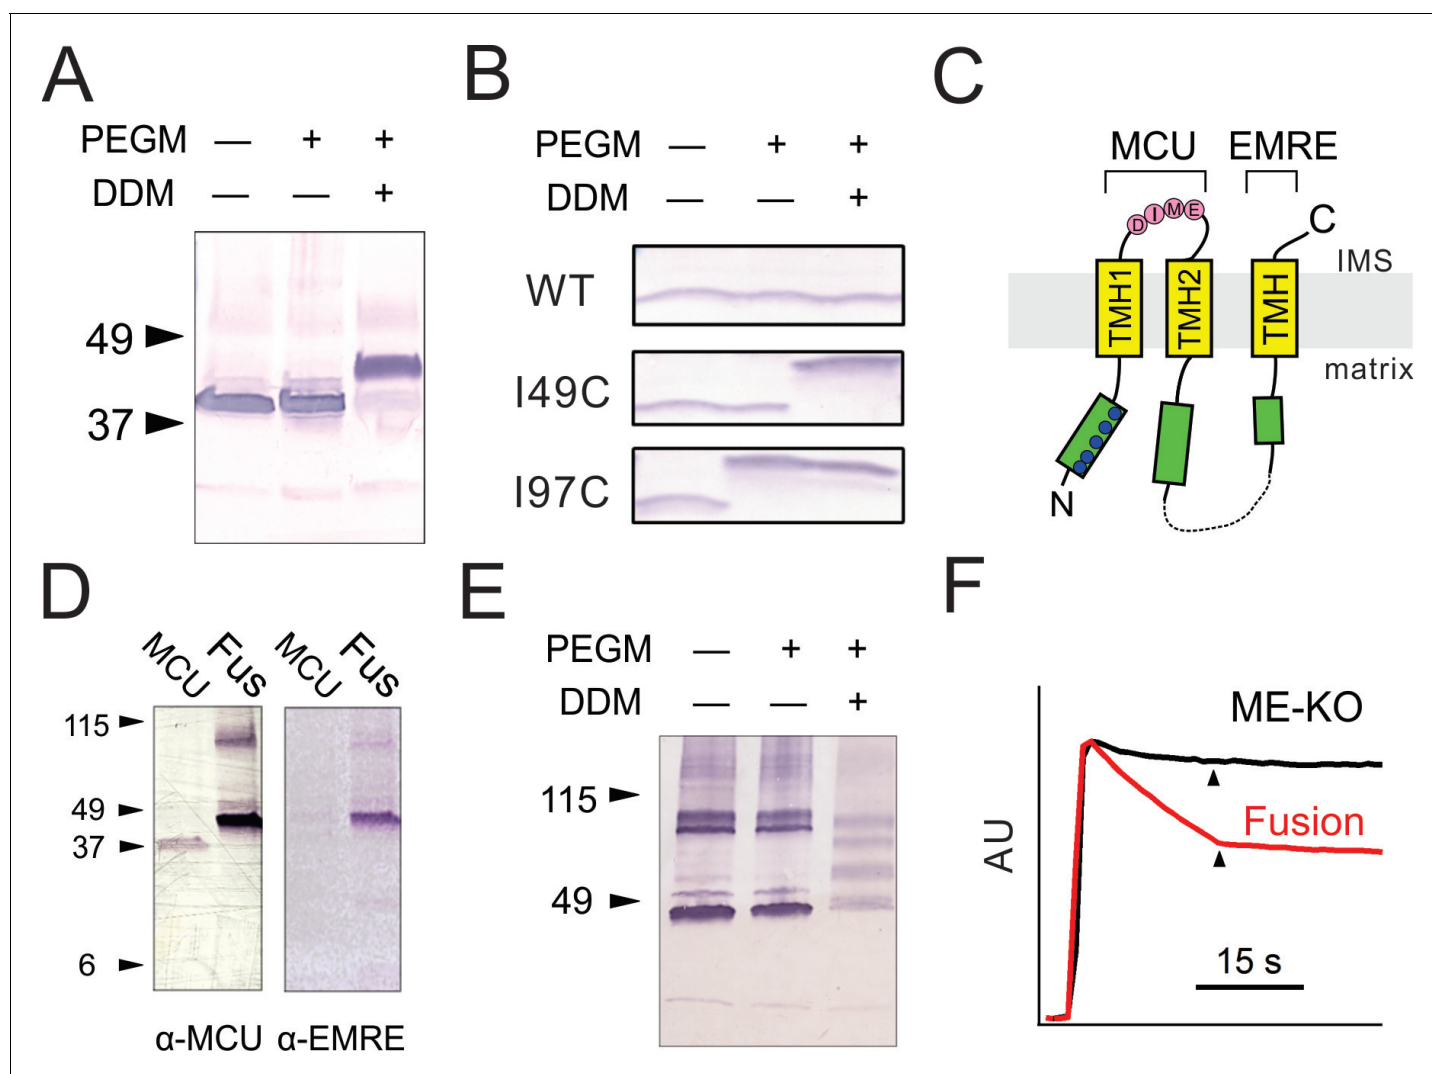 A
PEGM — + +
DDM — — +
49
37
B
PEGM — + +
DDM — — +
WT
I49C
I97C
C
MCU EMRE
D I M E
C
IMS
TMH1
TMH2
TMH
matrix
N
D
MCU Fus MCU Fus
115
49
37
6
α-MCU α-EMRE
E
PEGM — + +
DDM — — +
115
49
F
ME-KO
Fusion
AU
15 s